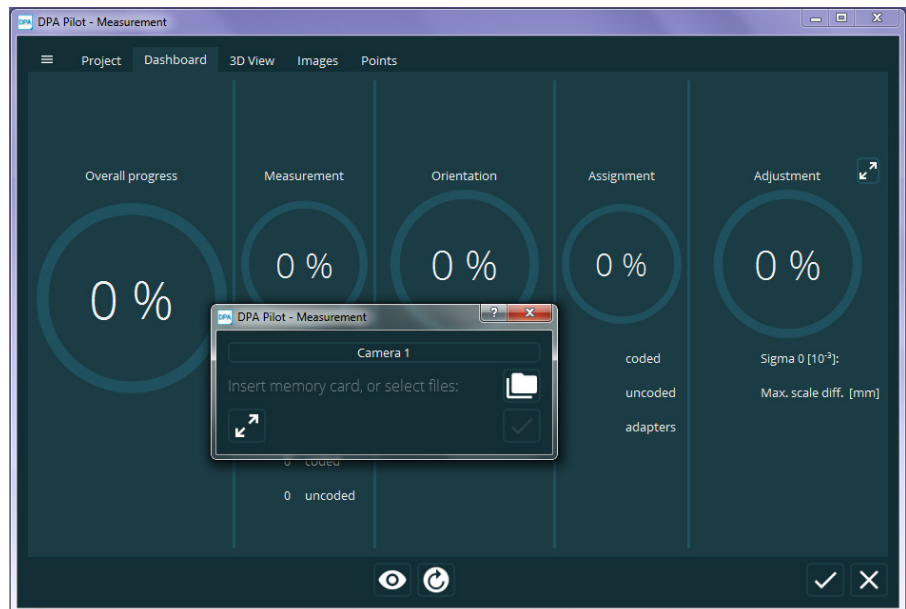 DPA DPA Pilot - Measurement
Project Dashboard 3D View Images Points
Overall progress Measurement Orientation Assignment Adjustment
0 % 0 % 0 % 0 % 0 %
DPA DPA Pilot - Measurement ? x
Camera 1
Insert memory card, or select files:
coded Sigma 0 [10⁻³]:
uncoded Max. scale diff. [mm]
adapters
0 coded
0 uncoded